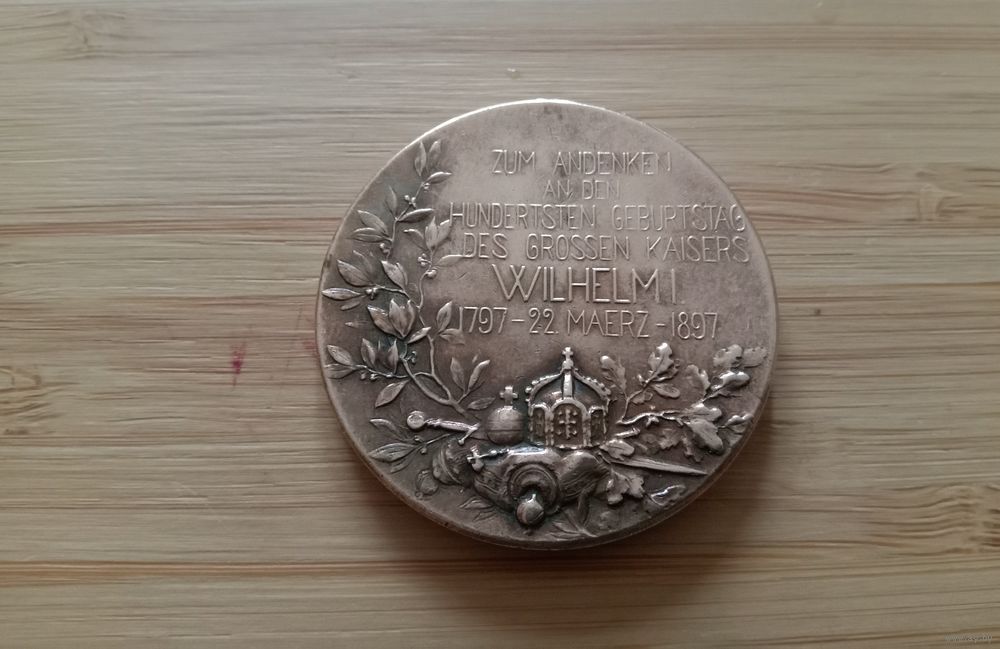 ZUM ANDENKEN
AN DEN
HUNDERTSTEN GEBURTSTAG
DES GROSSEN KAISERS
WILHELM I.
1797 - 22. MAERZ - 1897